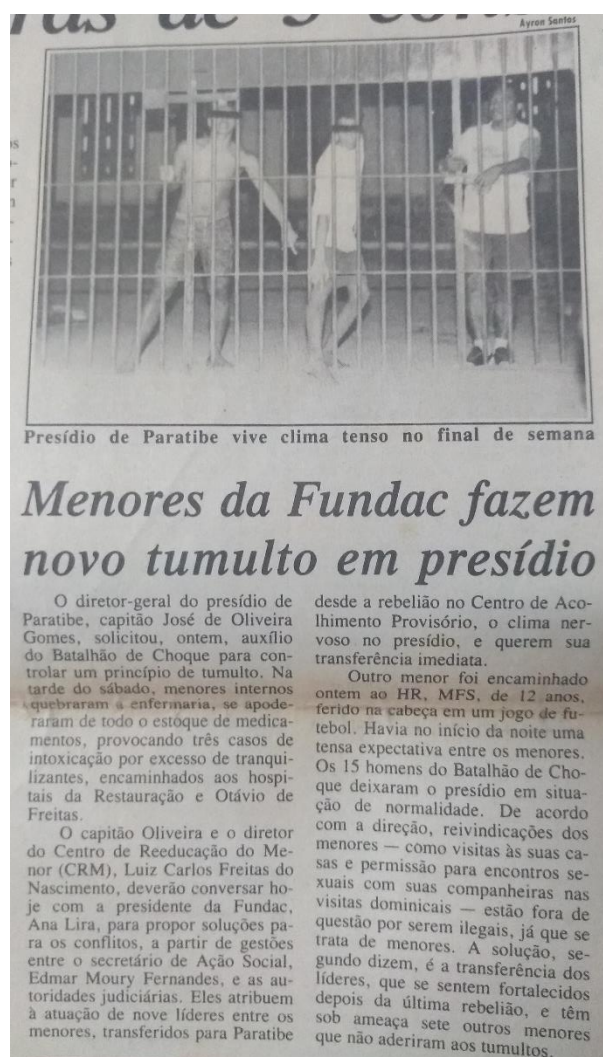 ras de 3
Ayron Santos
Presídio de Paratibe vive clima tenso no final de semana
Menores da Fundac fazem
novo tumulto em presídio
O diretor-geral do presídio de
Paratibe, capitão José de Oliveira
Gomes, solicitou, ontem, auxílio
do Batalhão de Choque para con-
trolar um princípio de tumulto. Na
tarde do sábado, menores internos
quebraram a enfermaria, se apode-
raram de todo o estoque de medica-
mentos, provocando três casos de
intoxicação por excesso de tranqui-
lizantes, encaminhados aos hospi-
tais da Restauração e Otávio de
Freitas.
O capitão Oliveira e o diretor
do Centro de Reeducação do Me-
nor (CRM), Luiz Carlos Freitas do
Nascimento, deverão conversar ho-
je com a presidente da Fundac,
Ana Lira, para propor soluções pa-
ra os conflitos, a partir de gestões
entre o secretário de Ação Social,
Edmar Moury Fernandes, e as au-
toridades judiciárias. Eles atribuem
à atuação de nove líderes entre os
menores, transferidos para Paratibe
desde a rebelião no Centro de Aco-
lhimento Provisório, o clima ner-
voso no presídio, e querem sua
transferência imediata.
Outro menor foi encaminhado
ontem ao HR, MFS, de 12 anos,
ferido na cabeça em um jogo de fu-
tebol. Havia no início da noite uma
tensa expectativa entre os menores.
Os 15 homens do Batalhão de Cho-
que deixaram o presídio em situa-
ção de normalidade. De acordo
com a direção, reivindicações dos
menores — como visitas às suas ca-
sas e permissão para encontros se-
xuais com suas companheiras nas
visitas dominicais — estão fora de
questão por serem ilegais, já que se
trata de menores. A solução, se-
gundo dizem, é a transferência dos
líderes, que se sentem fortalecidos
depois da última rebelião, e têm
sob ameaça sete outros menores
que não aderiram aos tumultos.